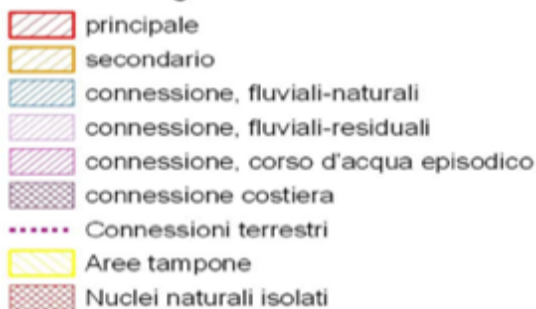 principale
secondario
connessione, fluviali-naturali
connessione, fluviali-residuali
connessione, corso d'acqua episodico
connessione costiera
Connessioni terrestri
Aree tampone
Nuclei naturali isolati